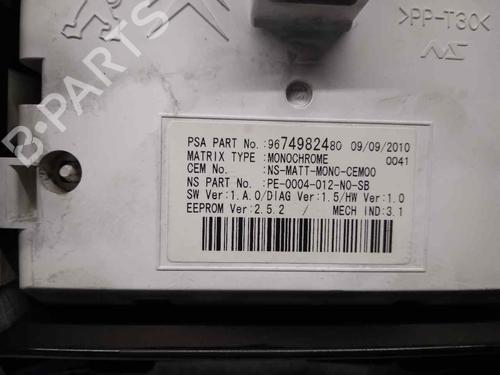 >PP-T30<
B-PARTS
PSA PART No.:9674982480 09/09/2010
MATRIX TYPE :MONOCHROME 0041
CEM No. :NS-MATT-MONO-CEM00
NS PART No. :PE-0004-012-NO-SB
SW Ver:1.A.0/DIAG Ver:1.5/HW Ver:1.0
EEPROM Ver:2.5.2 / MECH IND:3.1